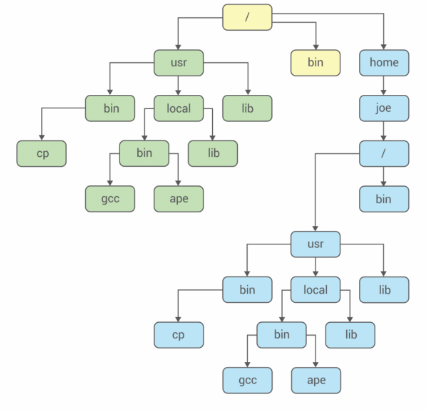 /
usr
bin
home
bin
local
lib
joe
cp
bin
lib
/
gcc
ape
bin
usr
bin
local
lib
cp
bin
lib
gcc
ape